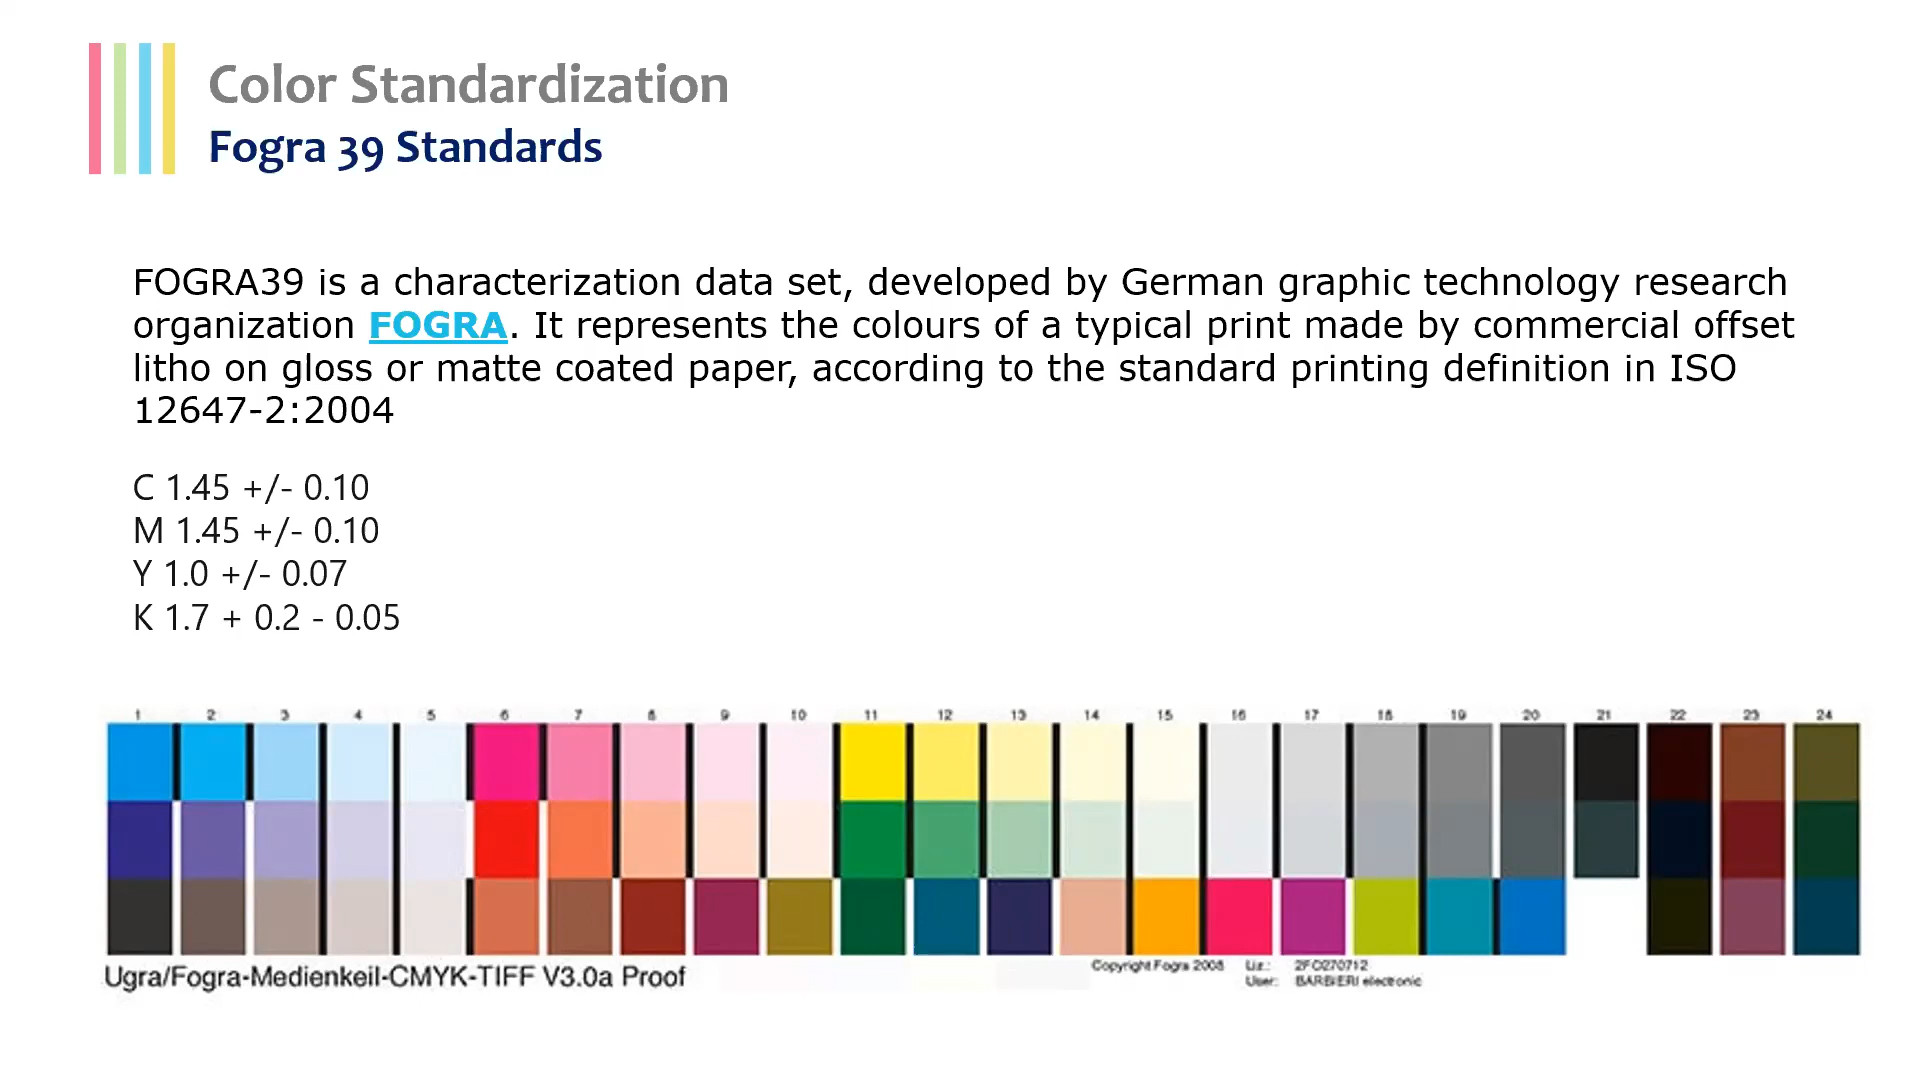 Color Standardization
Fogra 39 Standards
FOGRA39 is a characterization data set, developed by German graphic technology research
organization FOGRA. It represents the colours of a typical print made by commercial offset
litho on gloss or matte coated paper, according to the standard printing definition in ISO
12647-2:2004
C 1.45 +/- 0.10
M 1.45 +/- 0.10
Y 1.0 +/- 0.07
K 1.7 + 0.2 - 0.05
1 2 3 4 5 6 7 8 9 10 11 12 13 14 15 16 17 18 19 20 21 22 23 24
Ugra/Fogra-Medienkeil-CMYK-TIFF V3.0a Proof
Copyright Fogra 2008 Liz.: 2FO270712
User: BARBIERI electronic